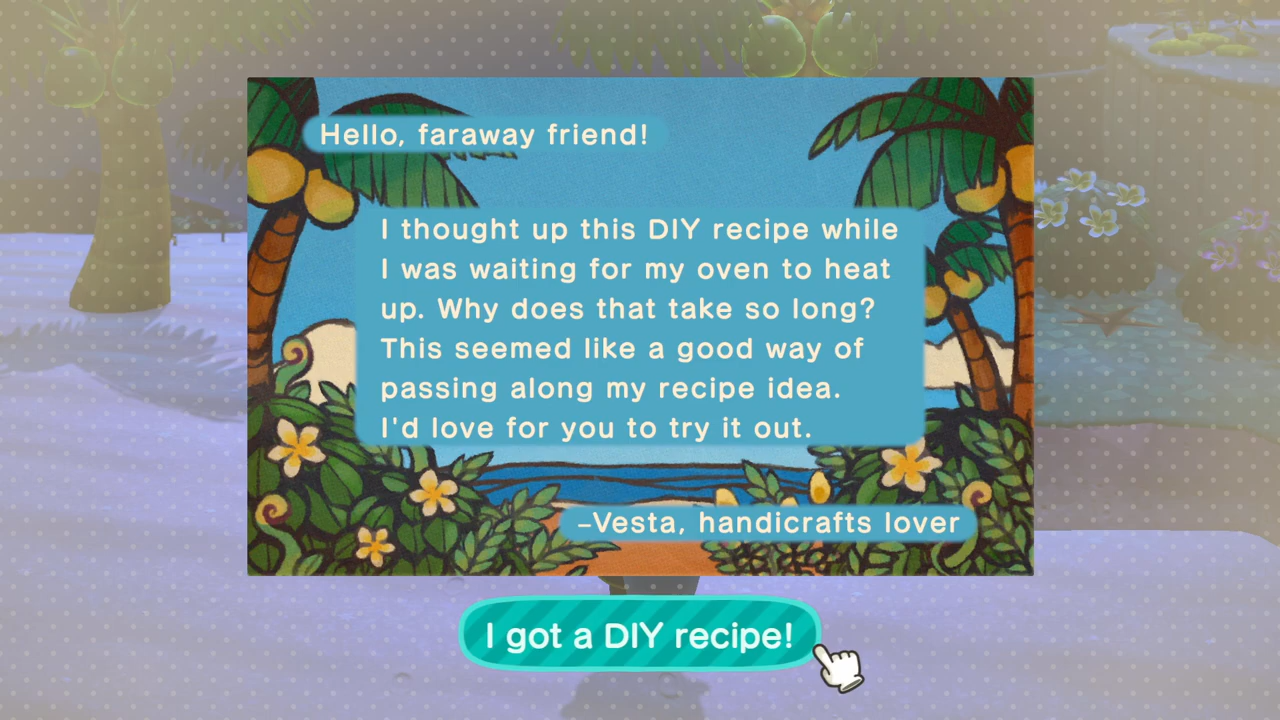 Hello, faraway friend!
I thought up this DIY recipe while
I was waiting for my oven to heat
up. Why does that take so long?
This seemed like a good way of
passing along my recipe idea.
I'd love for you to try it out.
–Vesta, handicrafts lover
I got a DIY recipe!